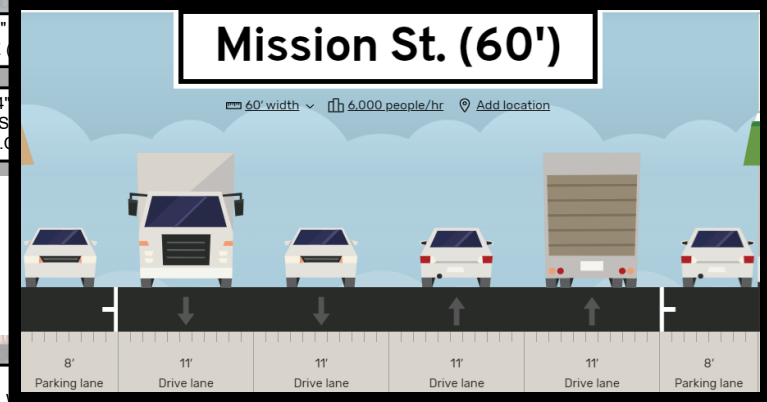 Mission St. (60')
60′ width 6,000 people/hr Add location
8′ 11′ 11′ 11′ 11′ 8′
Parking lane Drive lane Drive lane Drive lane Drive lane Parking lane